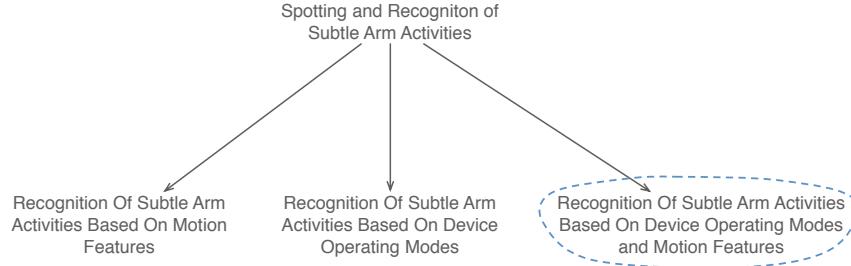 Spotting and Recogniton of
Subtle Arm Activities
Recognition Of Subtle Arm
Activities Based On Motion
Features
Recognition Of Subtle Arm
Activities Based On Device
Operating Modes
Recognition Of Subtle Arm Activities
Based On Device Operating Modes
and Motion Features